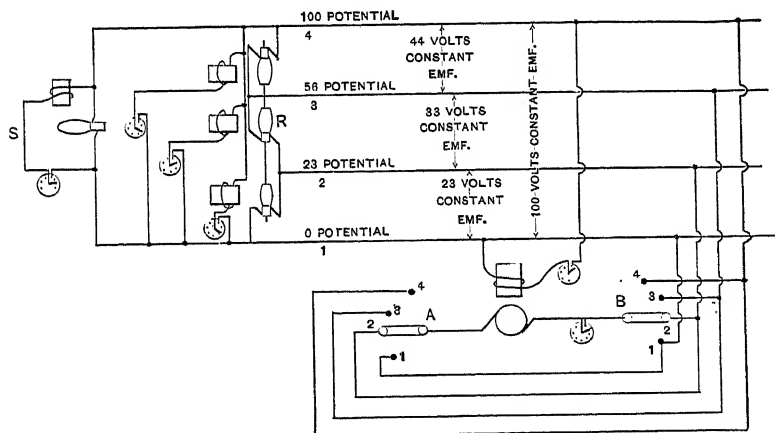 100 POTENTIAL
4
44 VOLTS
CONSTANT
EMF.
56 POTENTIAL
3
R
S
33 VOLTS
CONSTANT
EMF.
100-VOLTS-CONSTANT-EMF.
23 POTENTIAL
2
23 VOLTS
CONSTANT
EMF.
0 POTENTIAL
1
4
4
3
3
B
A
2
2
1
1